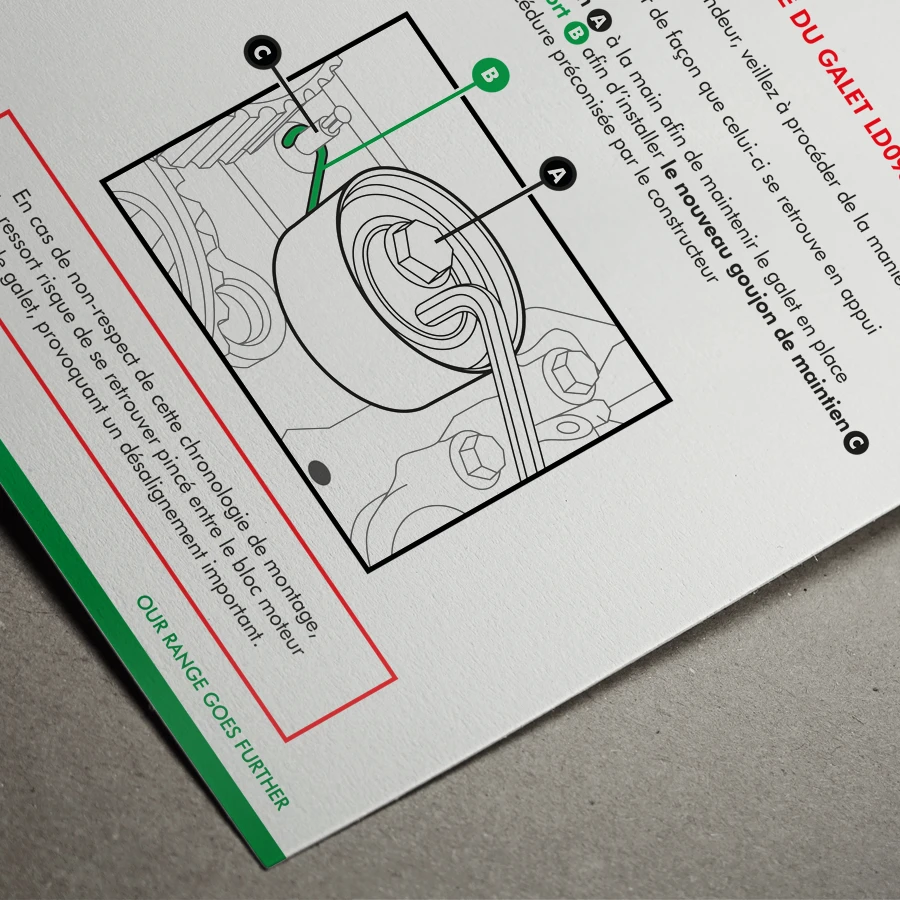 E DU GALET LD09
ndeur, veillez à procéder de la maniè
r de façon que celui-ci se retrouve en appui
n A à la main afin de maintenir le galet en place
ort B afin d'installer le nouveau goujon de maintien C
édure préconisée par le constructeur
C
B
A
En cas de non-respect de cette chronologie de montage,
ressort risque de se retrouver pincé entre le bloc moteur
le galet, provoquant un désalignement important.
OUR RANGE GOES FURTHER